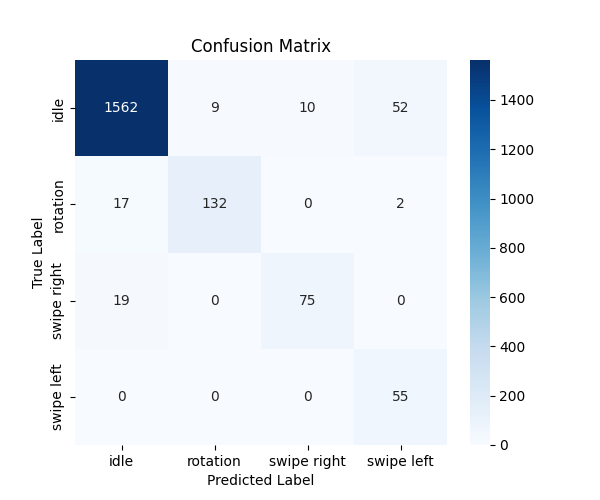 Confusion Matrix
True Label
idle
1562 9 10 52
rotation
17 132 0 2
swipe right
19 0 75 0
swipe left
0 0 0 55
idle rotation swipe right swipe left
Predicted Label
1400
1200
1000
800
600
400
200
0